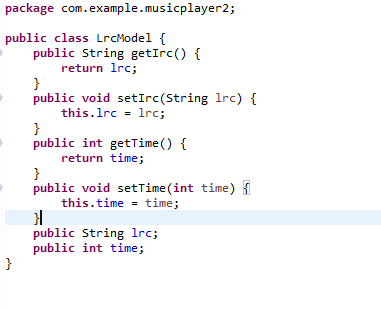 package com.example.musicplayer2;
public class LrcModel {
public String getIrc() {
return lrc;
}
public void setIrc(String lrc) {
this.lrc = lrc;
}
public int getTime() {
return time;
}
public void setTime(int time) {
this.time = time;
}
public String lrc;
public int time;
}